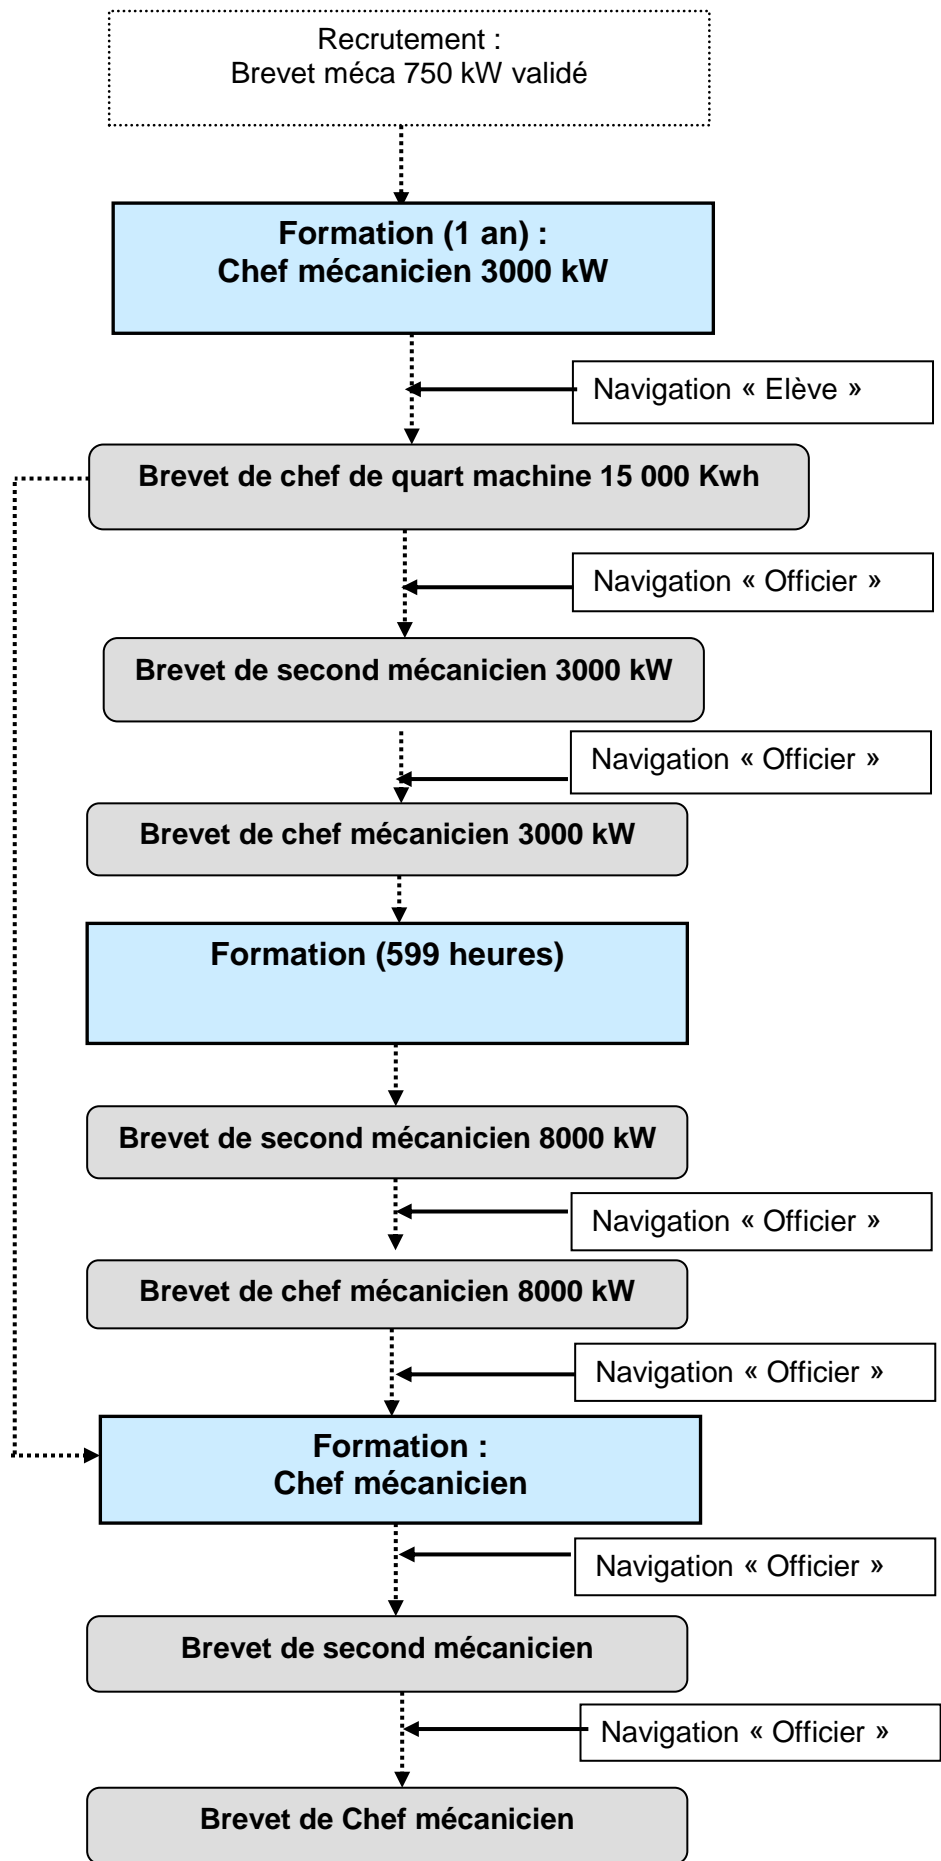 Recrutement :
Brevet méca 750 kW validé
Formation (1 an) :
Chef mécanicien 3000 kW
Navigation « Elève »
Brevet de chef de quart machine 15 000 Kwh
Navigation « Officier »
Brevet de second mécanicien 3000 kW
Navigation « Officier »
Brevet de chef mécanicien 3000 kW
Formation (599 heures)
Brevet de second mécanicien 8000 kW
Navigation « Officier »
Brevet de chef mécanicien 8000 kW
Navigation « Officier »
Formation :
Chef mécanicien
Navigation « Officier »
Brevet de second mécanicien
Navigation « Officier »
Brevet de Chef mécanicien